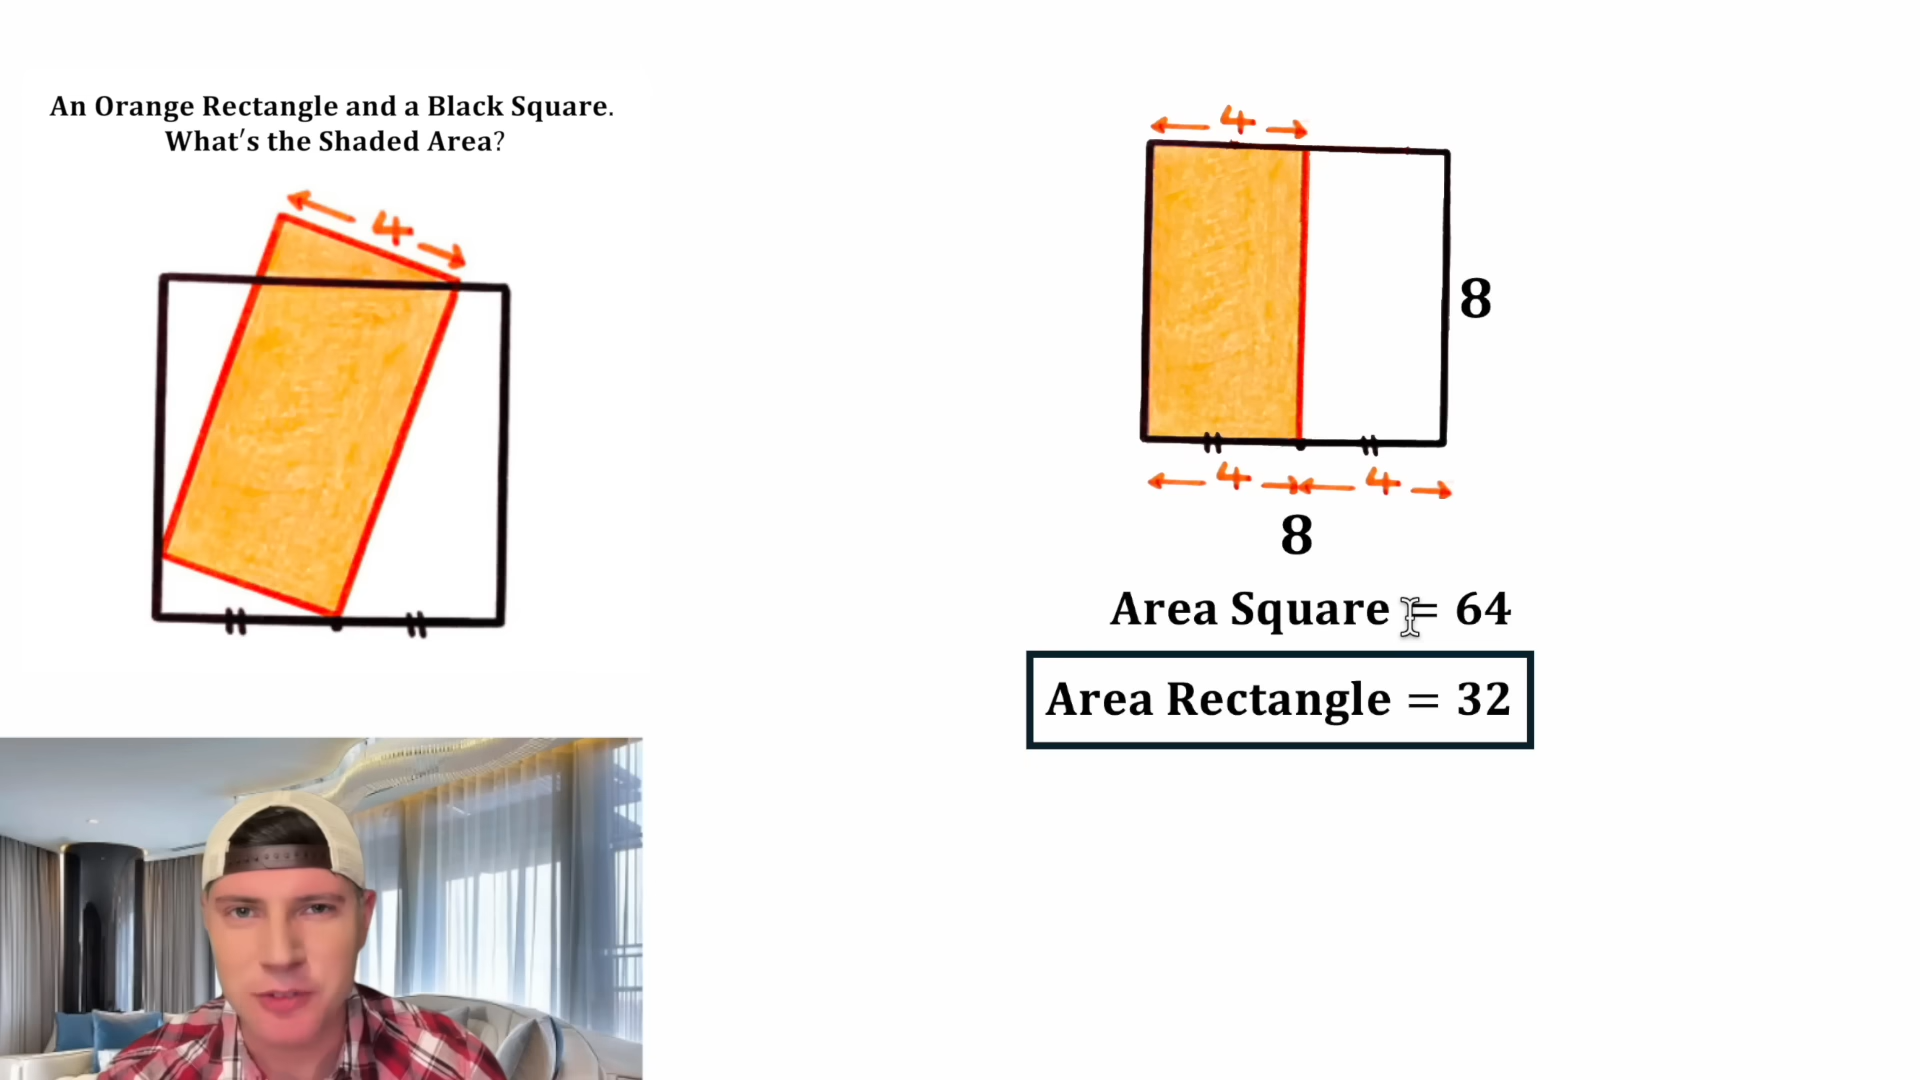 An Orange Rectangle and a Black Square.
What's the Shaded Area?
4
4
8
4 4
8
Area Square = 64
Area Rectangle = 32